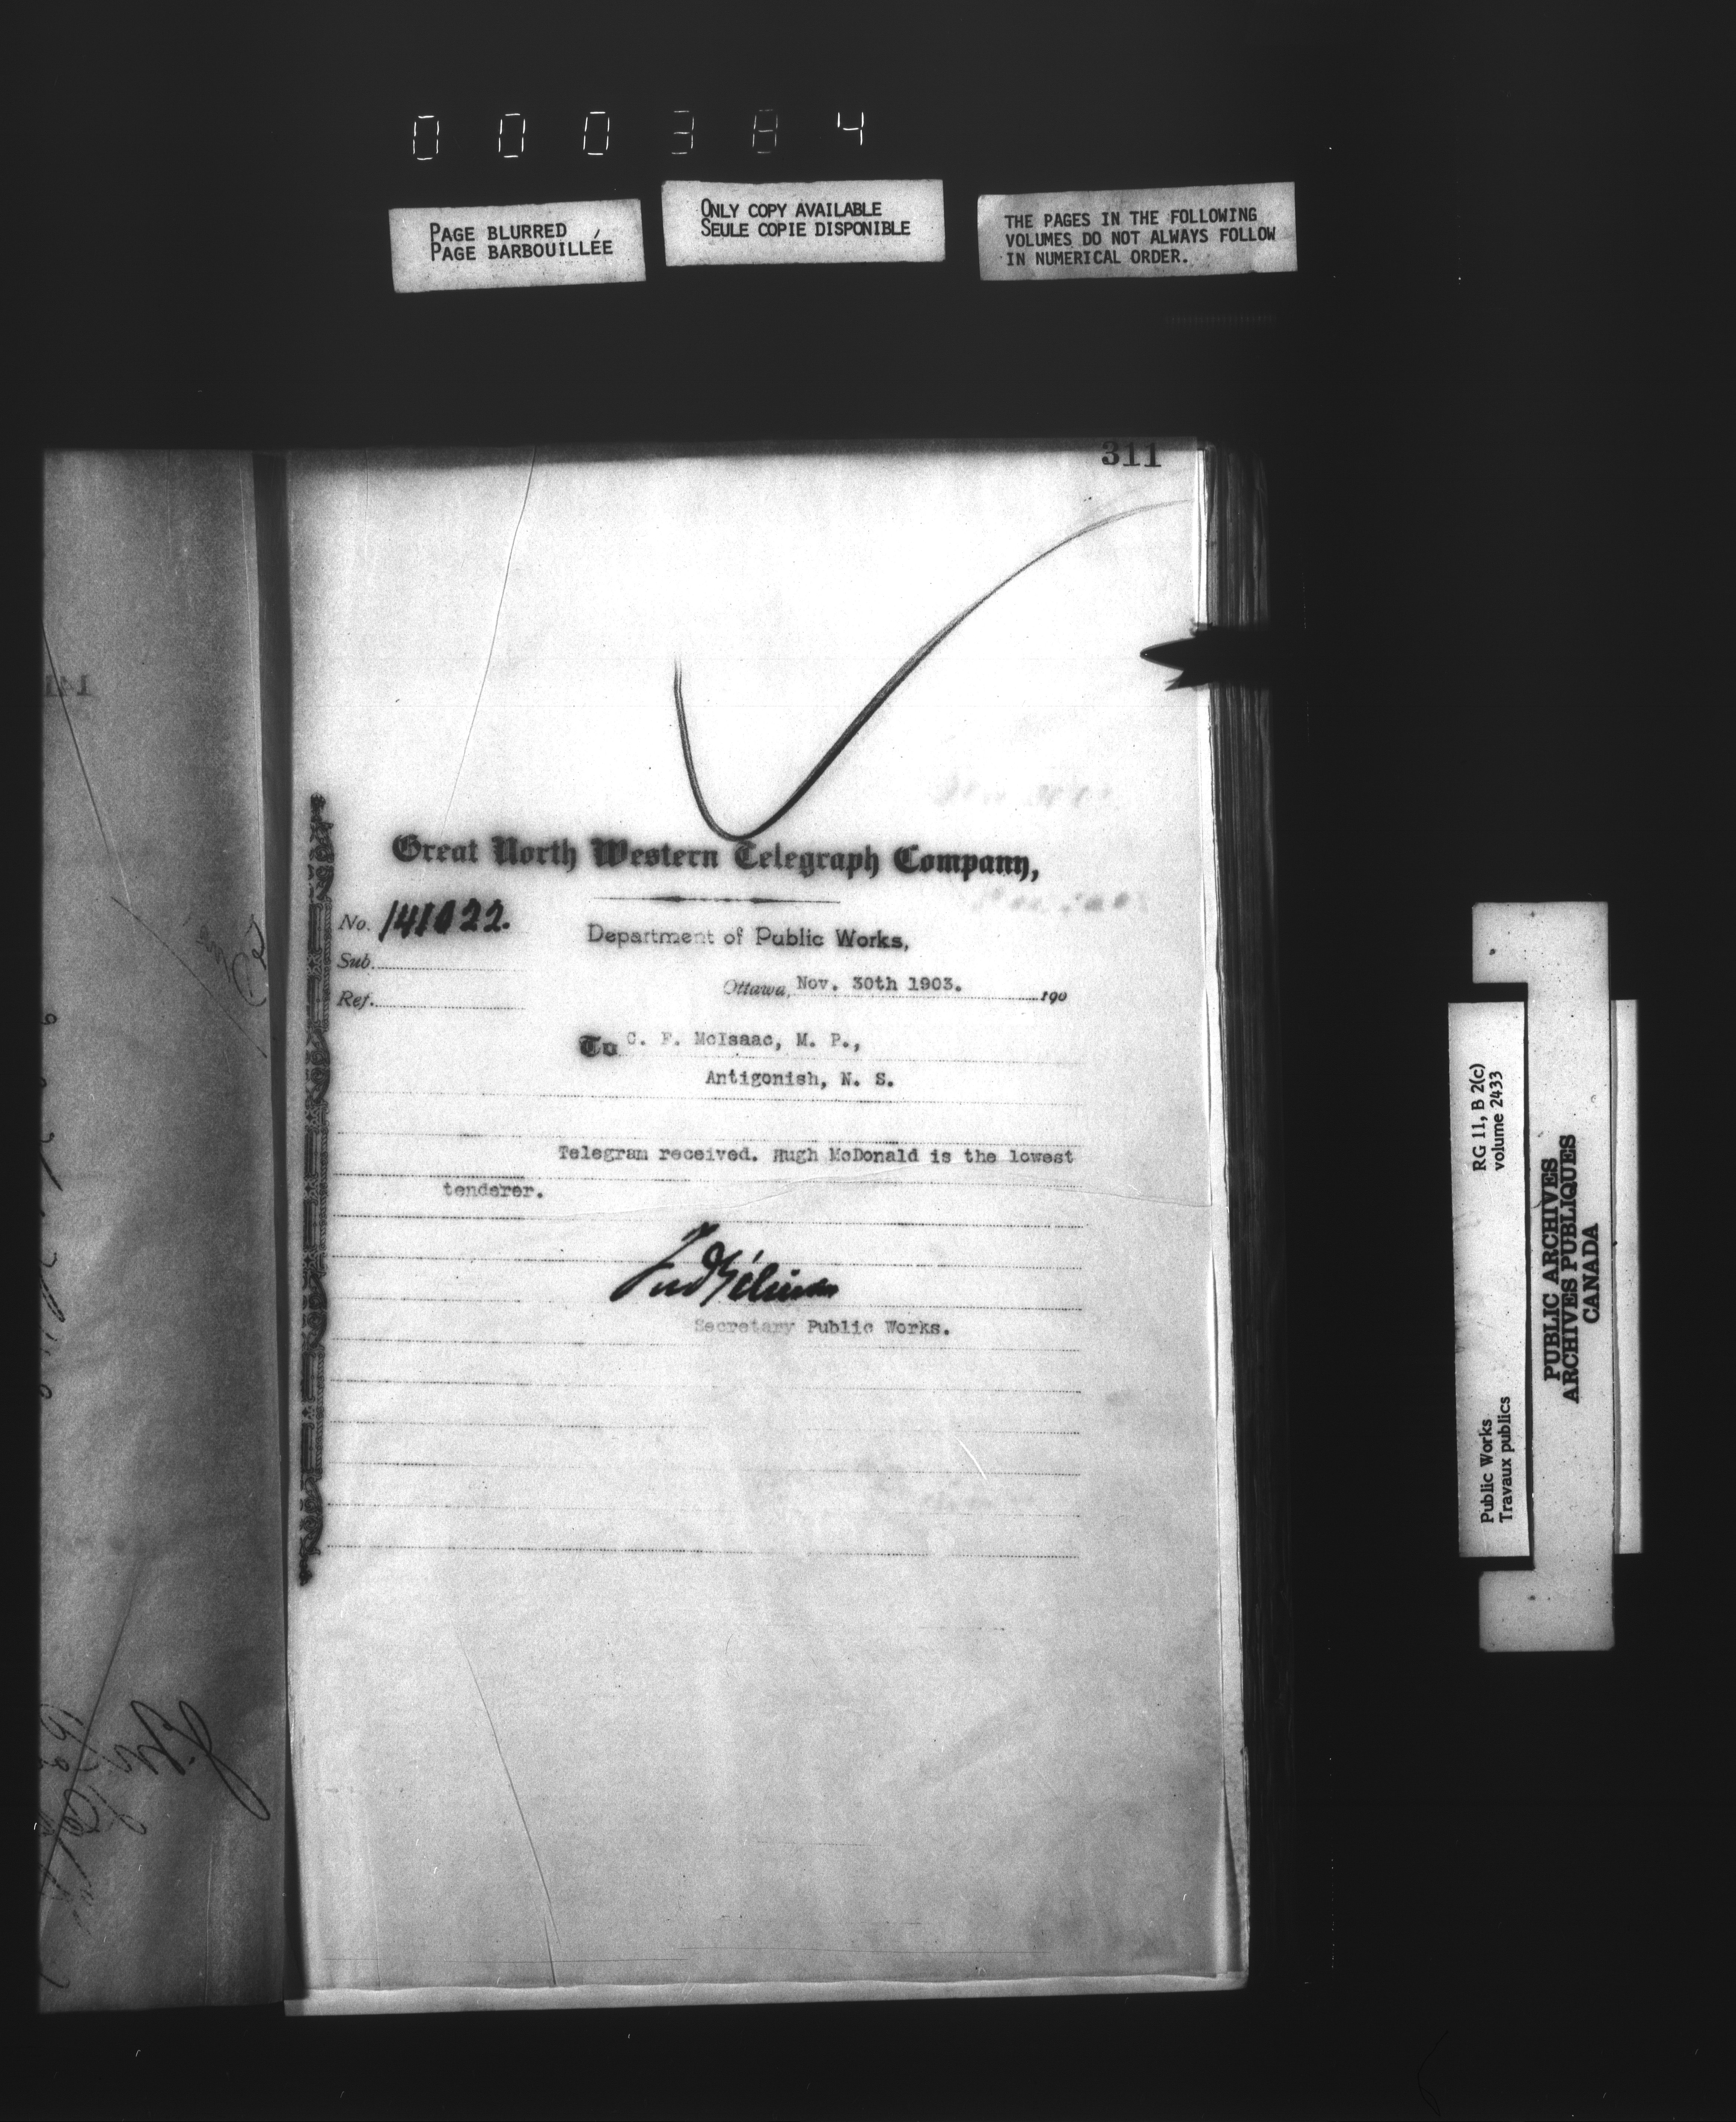 000384
PAGE BLURRED
PAGE BARBOUILLÉE
ONLY COPY AVAILABLE
SEULE COPIE DISPONIBLE
THE PAGES IN THE FOLLOWING
VOLUMES DO NOT ALWAYS FOLLOW
IN NUMERICAL ORDER.
311
Great North Western Telegraph Company,
No. 141022.
Department of Public Works,
Sub.
Ottawa, Nov. 30th 1903. 190
Ref.
To C. F. McIsaac, M. P.,
Antigonish, N. S.
Telegram received. Hugh McDonald is the lowest
tenderer.
Fred Gélinas
Secretary Public Works.
RG 11, B 2(c)
volume 2433
Public Works
Travaux publics
PUBLIC ARCHIVES
ARCHIVES PUBLIQUES
CANADA